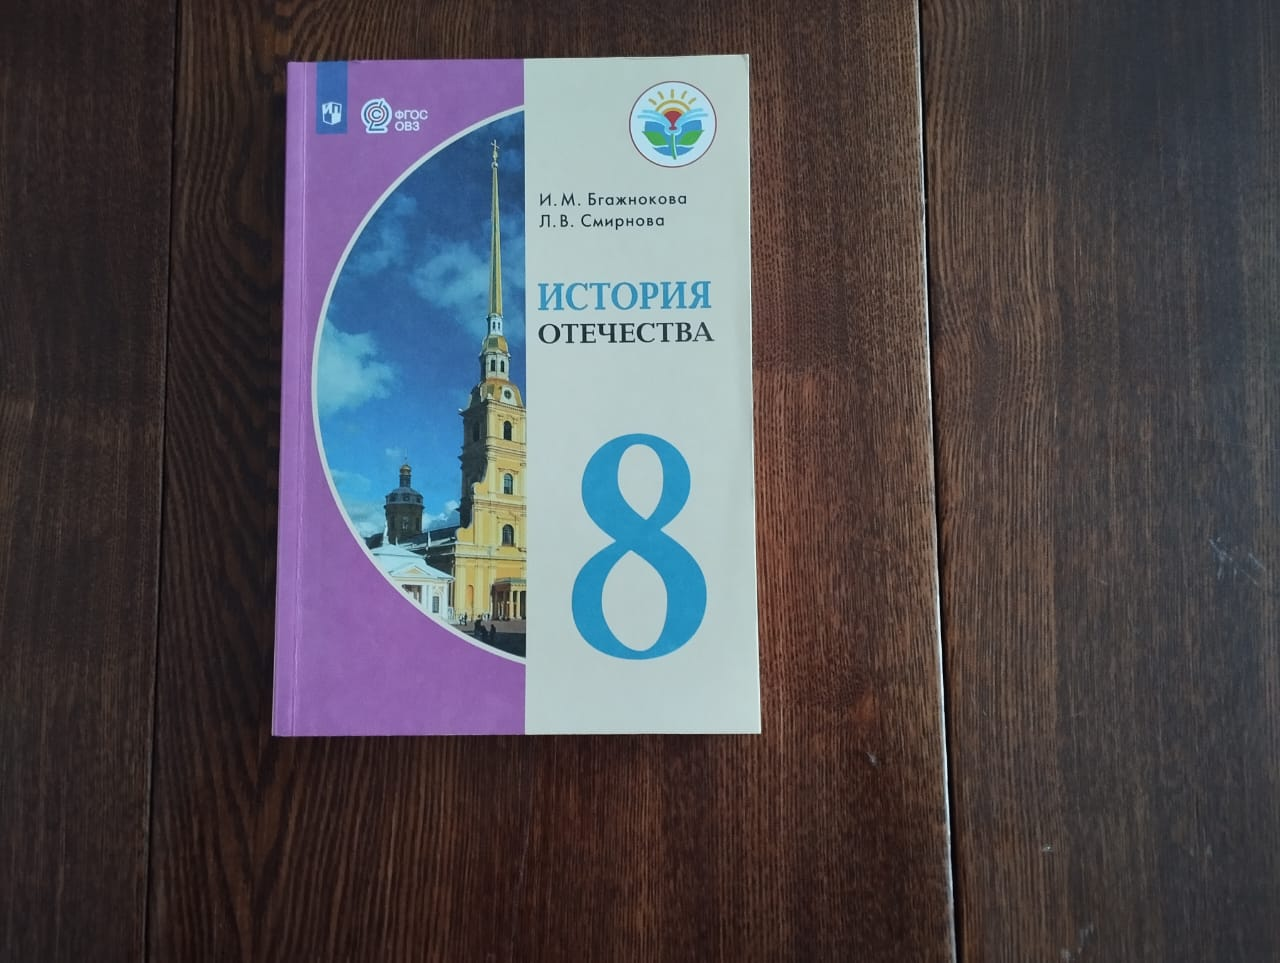 ФГОС
ОВЗ
И. М. Бгажнокова
Л. В. Смирнова
ИСТОРИЯ
ОТЕЧЕСТВА
8